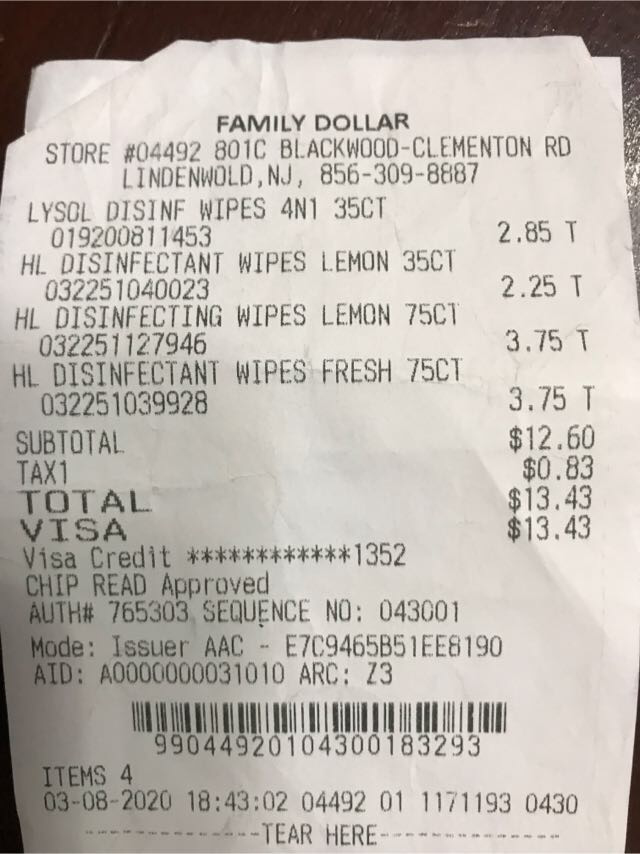 FAMILY DOLLAR
STORE #04492 801C BLACKWOOD-CLEMENTON RD
LINDENWOLD,NJ, 856-309-8887
LYSOL DISINF WIPES 4N1 35CT
019200811453 2.85 T
HL DISINFECTANT WIPES LEMON 35CT
032251040023 2.25 T
HL DISINFECTING WIPES LEMON 75CT
032251127946 3.75 T
HL DISINFECTANT WIPES FRESH 75CT
032251039928 3.75 T
SUBTOTAL $12.60
TAX1 $0.83
TOTAL $13.43
VISA $13.43
Visa Credit ************1352
CHIP READ Approved
AUTH# 765303 SEQUENCE NO: 043001
Mode: Issuer AAC - E7C9465B51EE8190
AID: A0000000031010 ARC: Z3
99044920104300183293
ITEMS 4
03-08-2020 18:43:02 04492 01 1171193 0430
TEAR HERE